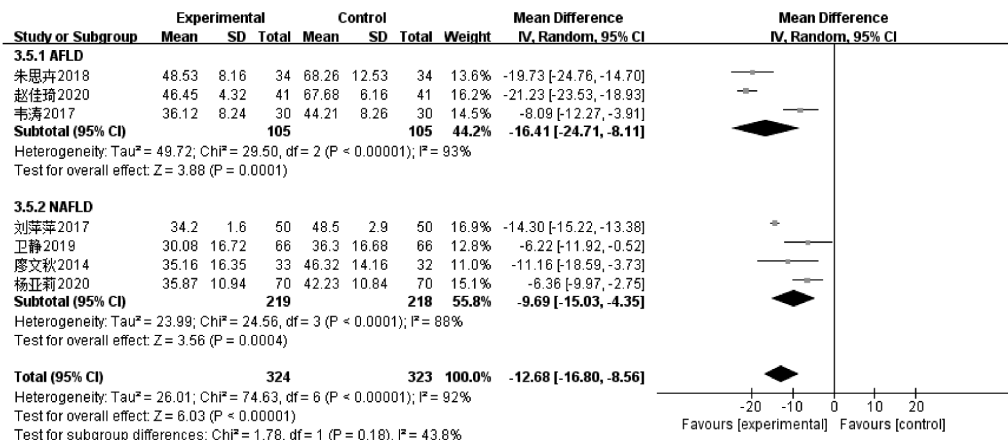 Experimental Control Mean Difference Mean Difference
Study or Subgroup Mean SD Total Mean SD Total Weight IV, Random, 95% CI IV, Random, 95% CI
3.5.1 AFLD
朱思卉2018 48.53 8.16 34 68.26 12.53 34 13.6% -19.73 [-24.76, -14.70]
赵佳琦2020 46.45 4.32 41 67.68 6.16 41 16.2% -21.23 [-23.53, -18.93]
韦涛2017 36.12 8.24 30 44.21 8.26 30 14.5% -8.09 [-12.27, -3.91]
Subtotal (95% CI) 105 105 44.2% -16.41 [-24.71, -8.11]
Heterogeneity: Tau² = 49.72; Chi² = 29.50, df = 2 (P < 0.00001); I² = 93%
Test for overall effect: Z = 3.88 (P = 0.0001)
3.5.2 NAFLD
刘苹苹2017 34.2 1.6 50 48.5 2.9 50 16.9% -14.30 [-15.22, -13.38]
卫静2019 30.08 16.72 66 36.3 16.68 66 12.8% -6.22 [-11.92, -0.52]
廖文秋2014 35.16 16.35 33 46.32 14.16 32 11.0% -11.16 [-18.59, -3.73]
杨亚莉2020 35.87 10.94 70 42.23 10.84 70 15.1% -6.36 [-9.97, -2.75]
Subtotal (95% CI) 219 218 55.8% -9.69 [-15.03, -4.35]
Heterogeneity: Tau² = 23.99; Chi² = 24.56, df = 3 (P < 0.0001); I² = 88%
Test for overall effect: Z = 3.56 (P = 0.0004)
Total (95% CI) 324 323 100.0% -12.68 [-16.80, -8.56]
Heterogeneity: Tau² = 26.01; Chi² = 74.63, df = 6 (P < 0.00001); I² = 92%
Test for overall effect: Z = 6.03 (P < 0.00001)
Test for subgroup differences: Chi² = 1.78, df = 1 (P = 0.18), I² = 43.8%
-20 -10 0 10 20
Favours [experimental] Favours [control]